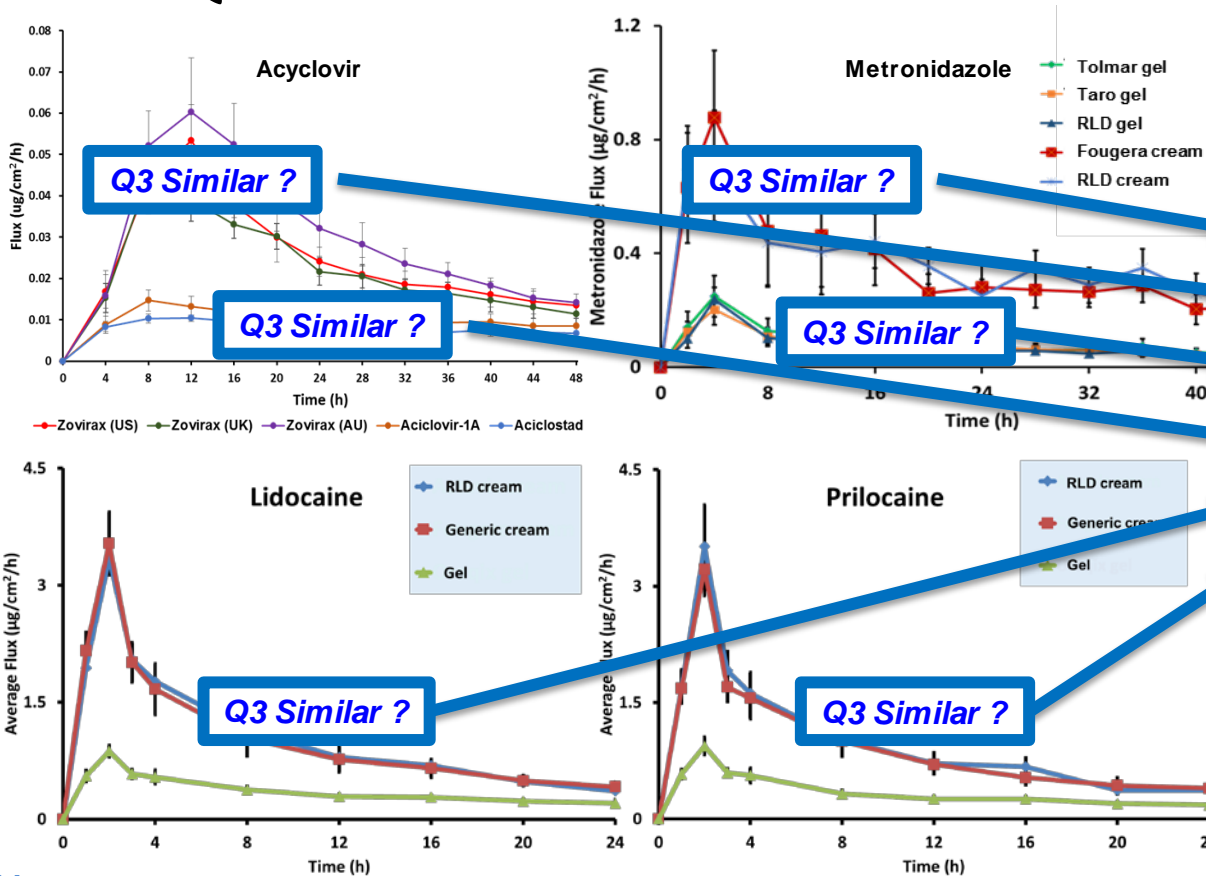 Acyclovir
Flux (ug/cm²/h)
0.08
0.07
0.06
0.05
0.04
0.03
0.02
0.01
0
Q3 Similar ?
Q3 Similar ?
0 4 8 12 16 20 24 28 32 36 40 44 48
Time (h)
Zovirax (US) Zovirax (UK) Zovirax (AU) Aciclovir-1A Aciclostad
Metronidazole
Metronidazole Flux (µg/cm²/h)
1.2
0.8
0.4
0
Tolmar gel
Taro gel
RLD gel
Fougera cream
RLD cream
Q3 Similar ?
Q3 Similar ?
0 8 16 24 32 40
Time (h)
Lidocaine
Average Flux (µg/cm²/h)
4.5
3
1.5
0
RLD cream
Generic cream
Gel
Q3 Similar ?
0 4 8 12 16 20 24
Time (h)
Prilocaine
Average Flux (µg/cm²/h)
4.5
3
1.5
0
RLD cream
Generic cream
Gel
Q3 Similar ?
0 4 8 12 16 20
Time (h)